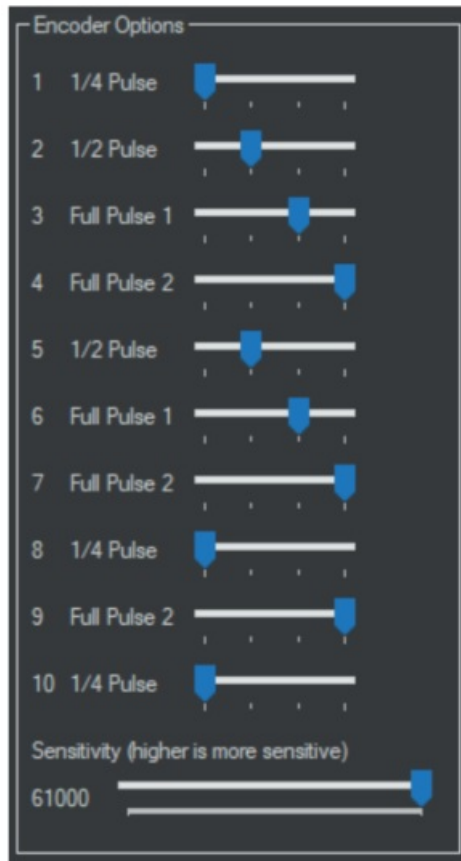 Encoder Options
1 1/4 Pulse
2 1/2 Pulse
3 Full Pulse 1
4 Full Pulse 2
5 1/2 Pulse
6 Full Pulse 1
7 Full Pulse 2
8 1/4 Pulse
9 Full Pulse 2
10 1/4 Pulse
Sensitivity (higher is more sensitive)
61000